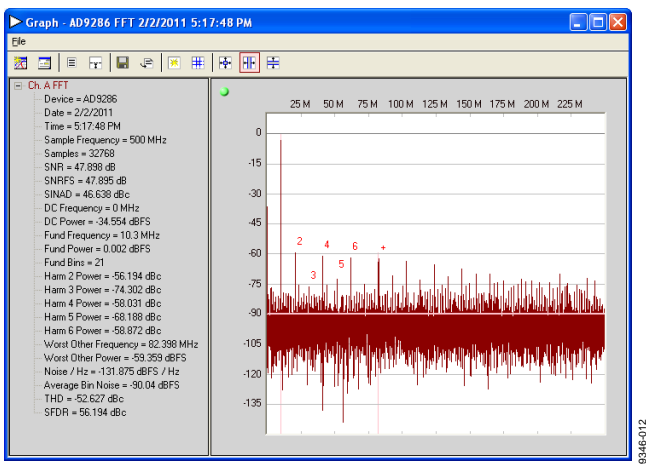 Graph - AD9286 FFT 2/2/2011 5:17:48 PM
File
Ch. A FFT
Device = AD9286
Date = 2/2/2011
Time = 5:17:48 PM
Sample Frequency = 500 MHz
Samples = 32768
SNR = 47.898 dB
SNRFS = 47.895 dB
SINAD = 46.638 dBc
DC Frequency = 0 MHz
DC Power = -34.554 dBFS
Fund Frequency = 10.3 MHz
Fund Power = 0.002 dBFS
Fund Bins = 21
Harm 2 Power = -56.194 dBc
Harm 3 Power = -74.302 dBc
Harm 4 Power = -58.031 dBc
Harm 5 Power = -68.188 dBc
Harm 6 Power = -58.872 dBc
Worst Other Frequency = 82.398 MHz
Worst Other Power = -59.359 dBFS
Noise / Hz = -131.875 dBFS / Hz
Average Bin Noise = -90.04 dBFS
THD = -52.627 dBc
SFDR = 56.194 dBc
25 M 50 M 75 M 100 M 125 M 150 M 175 M 200 M 225 M
0
-15
-30
-45
-60
-75
-90
-105
-120
-135
2 3 4 5 6 +
9346-012